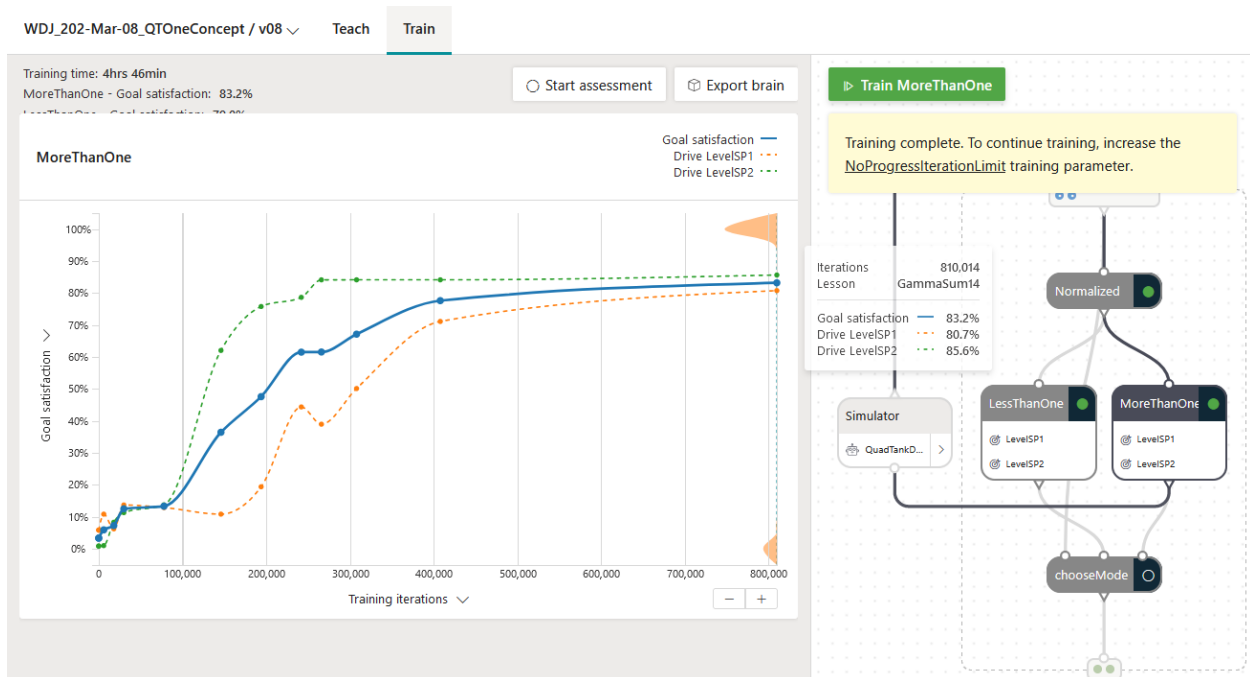 WDJ_202-Mar-08_QTOneConcept / v08
Teach
Train
Training time: 4hrs 46min
MoreThanOne - Goal satisfaction: 83.2%
Start assessment
Export brain
MoreThanOne
Goal satisfaction
Drive LevelSP1
Drive LevelSP2
Goal satisfaction
100%
90%
80%
70%
60%
50%
40%
30%
20%
10%
0%
0
100,000
200,000
300,000
400,000
500,000
600,000
700,000
800,000
Training iterations
Train MoreThanOne
Training complete. To continue training, increase the
NoProgressIterationLimit training parameter.
Iterations 810,014
Lesson GammaSum14
Goal satisfaction 83.2%
Drive LevelSP1 80.7%
Drive LevelSP2 85.6%
Normalized
Simulator
QuadTankD...
LessThanOne
LevelSP1
LevelSP2
MoreThanOne
LevelSP1
LevelSP2
chooseMode